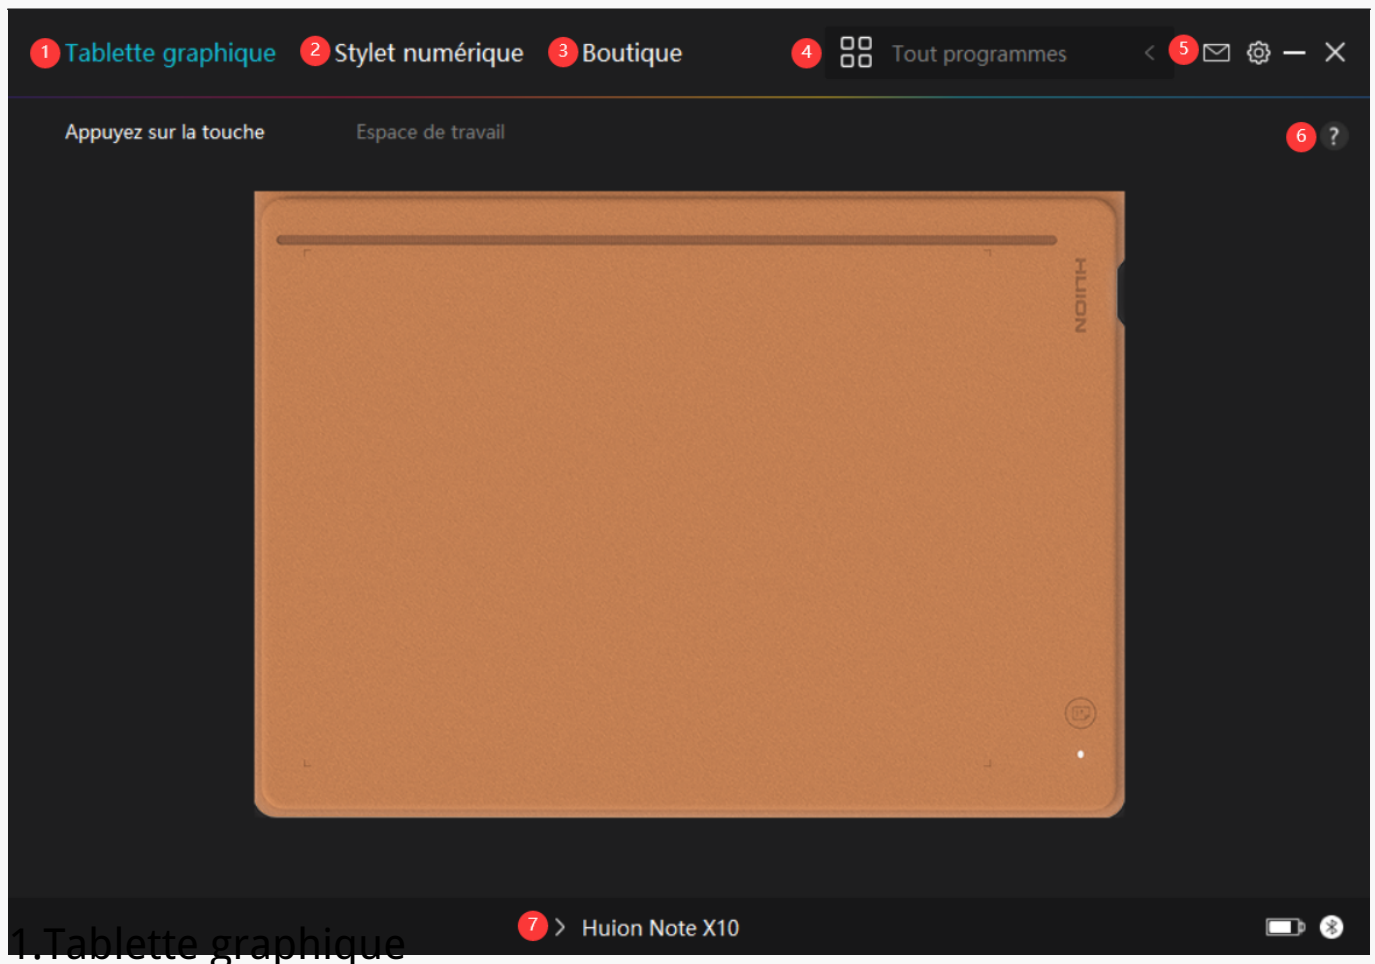 1 Tablette graphique 2 Stylet numérique 3 Boutique 4 Tout programmes 5
Appuyez sur la touche Espace de travail 6 ?
HUION
7 Huion Note X10
1.Tablette graphique